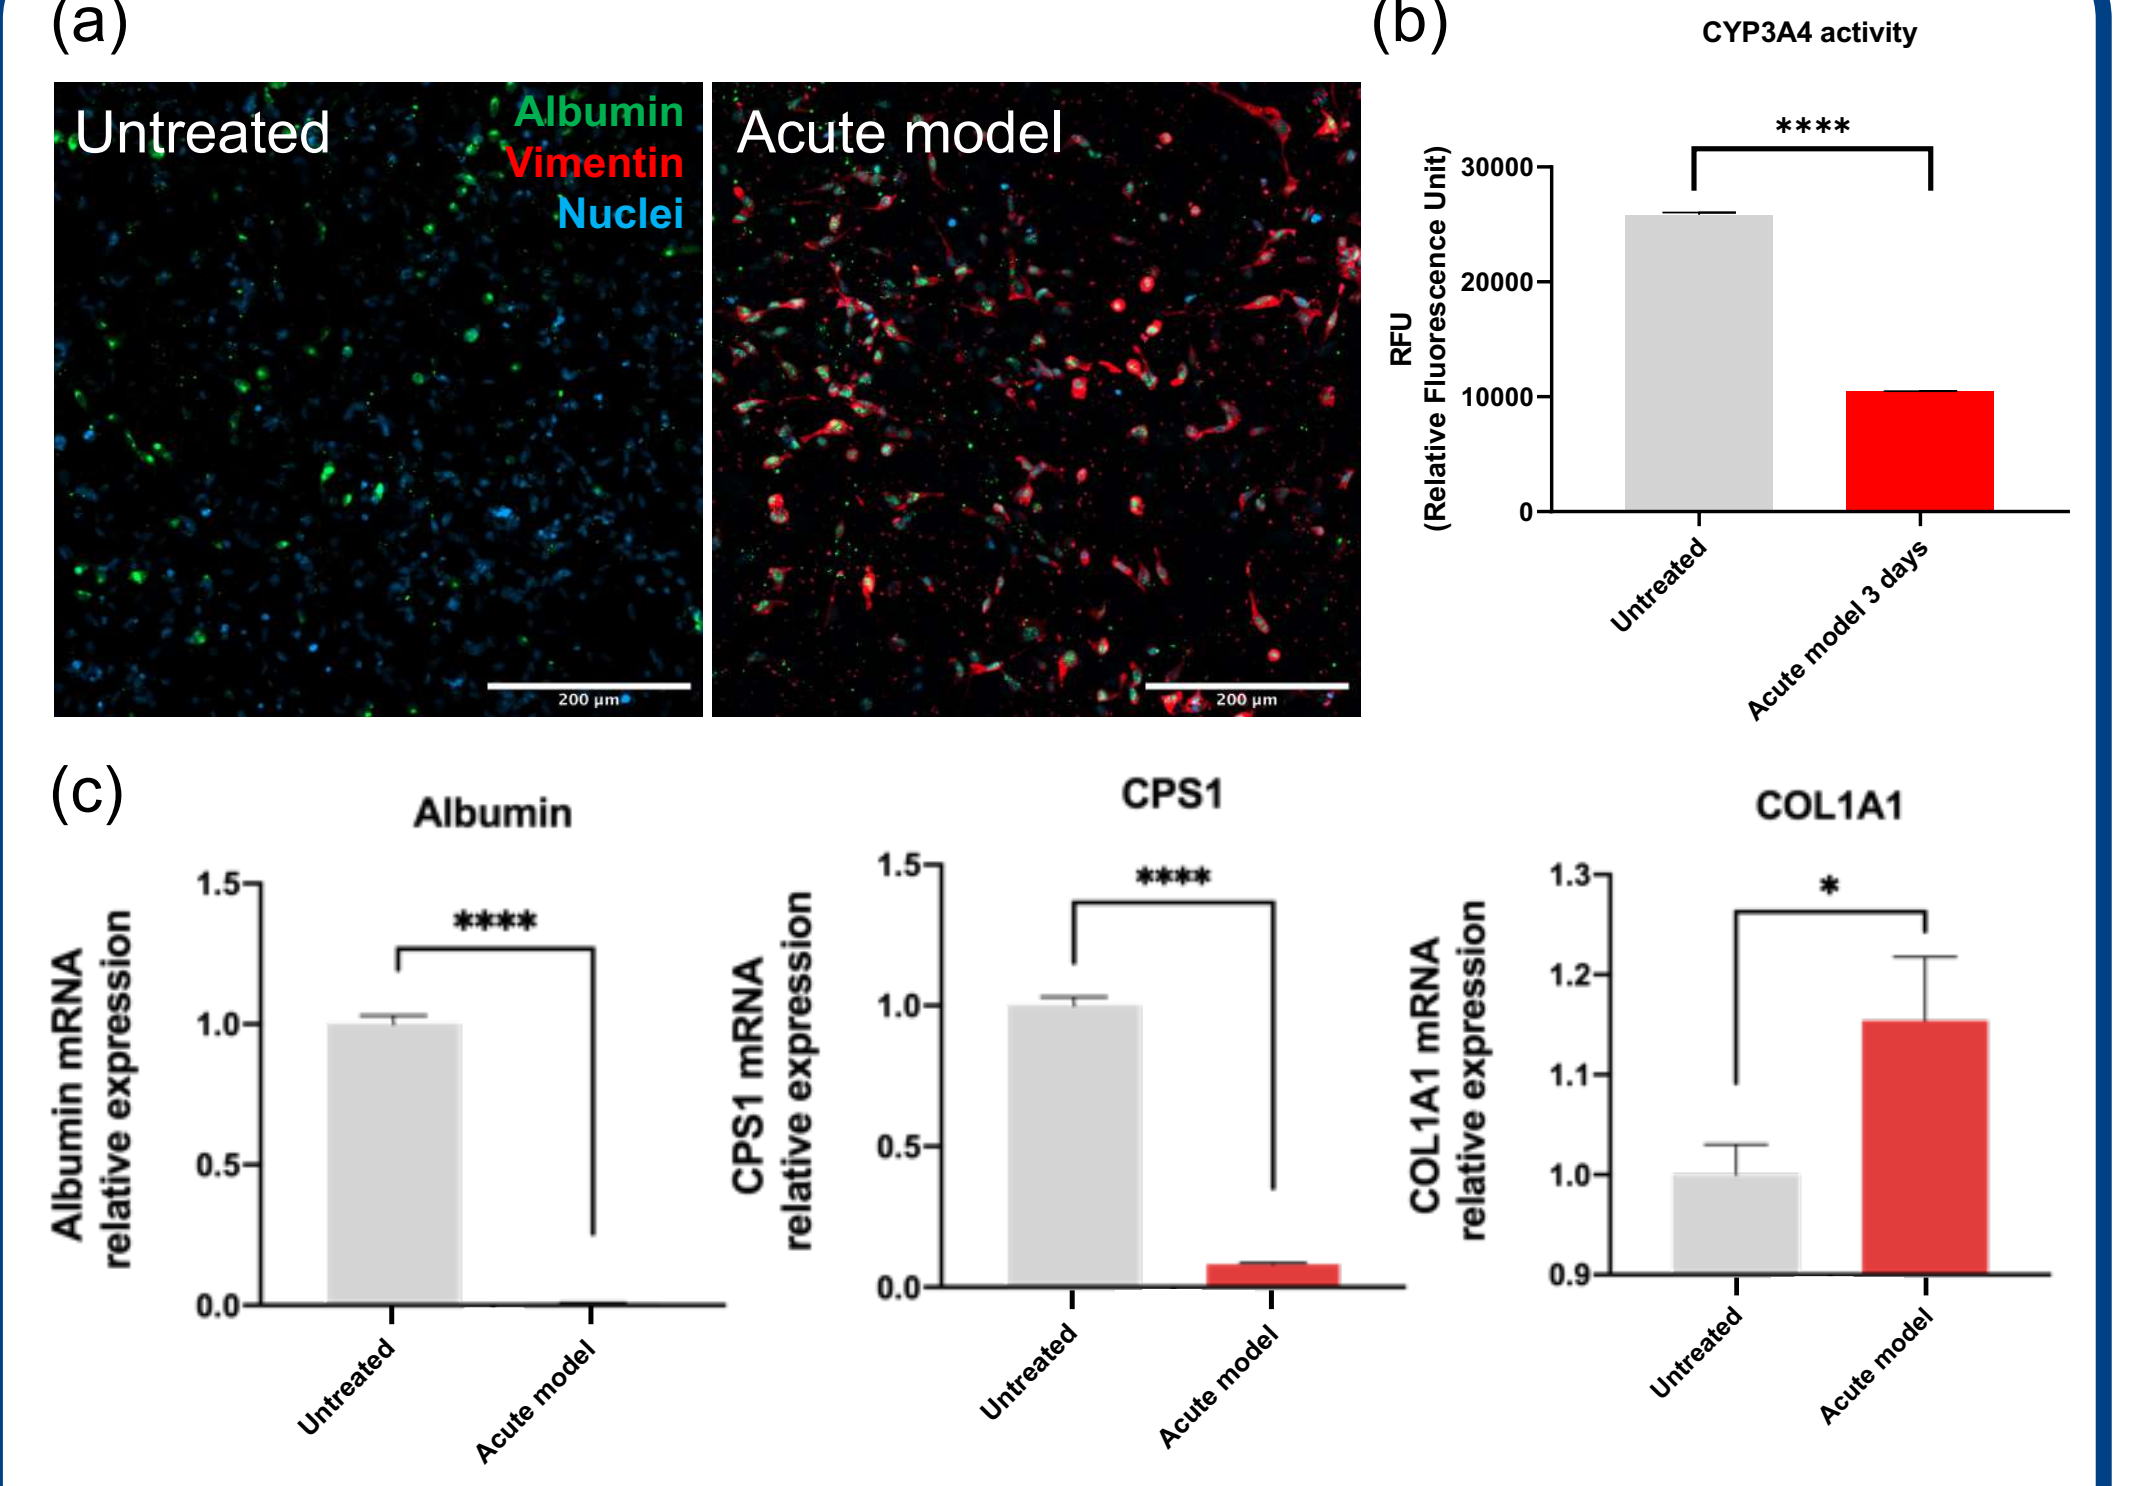 (a)
Untreated
Albumin
Vimentin
Nuclei
200 µm
Acute model
200 µm
(b)
CYP3A4 activity
****
RFU
(Relative Fluorescence Unit)
30000
20000
10000
0
Untreated
Acute model 3 days
(c)
Albumin
****
Albumin mRNA
relative expression
1.5
1.0
0.5
0.0
Untreated
Acute model
CPS1
****
CPS1 mRNA
relative expression
1.5
1.0
0.5
0.0
Untreated
Acute model
COL1A1
*
COL1A1 mRNA
relative expression
1.3
1.2
1.1
1.0
0.9
Untreated
Acute model